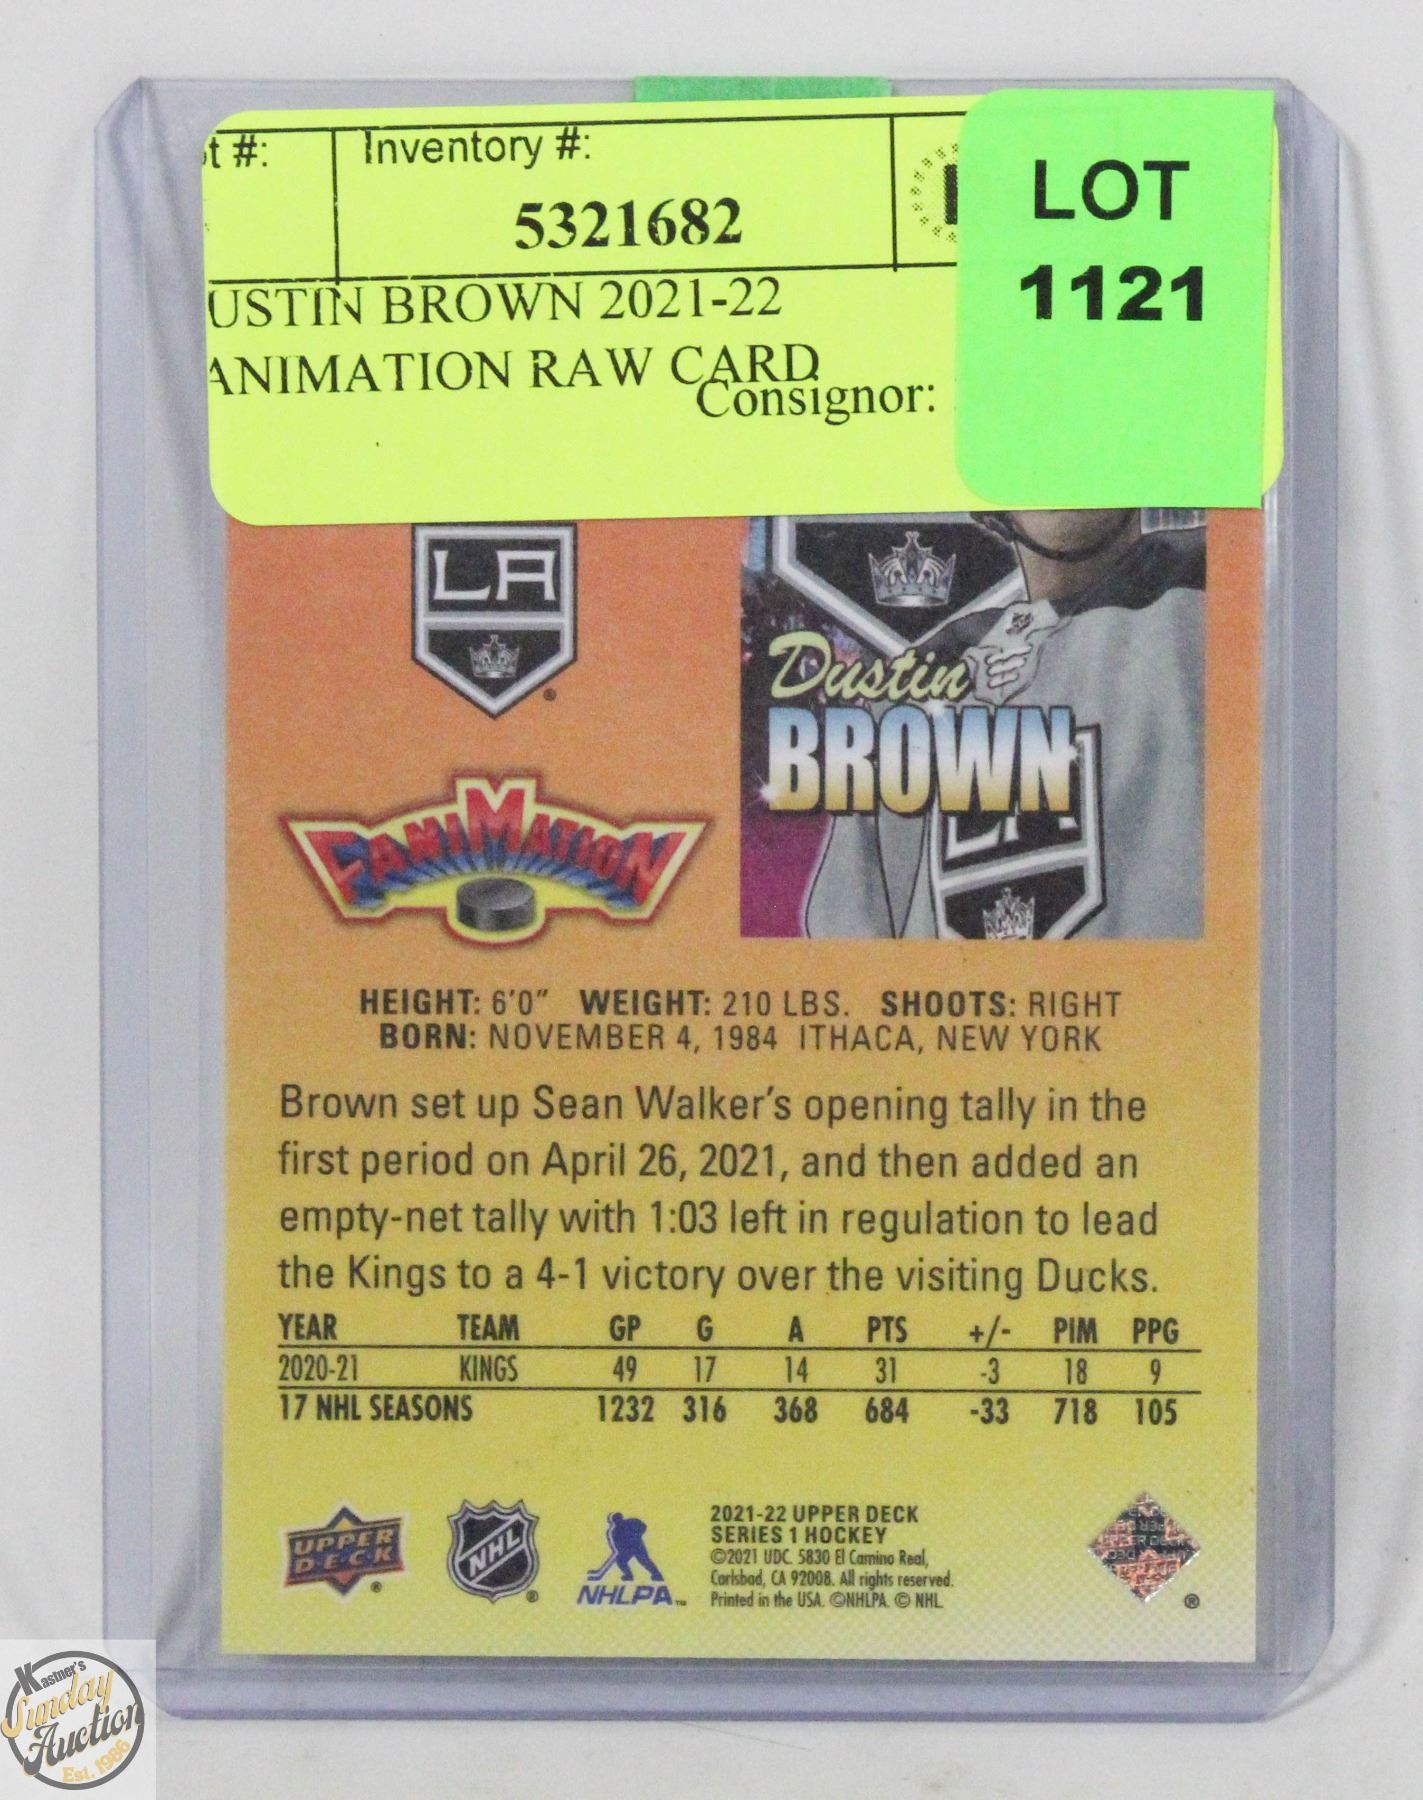 t #:
Inventory #:
5321682
LOT
1121
USTIN BROWN 2021-22
ANIMATION RAW CARD
Consignor:
LA
Dustin
BROWN
LA
FANIMATION
HEIGHT: 6'0" WEIGHT: 210 LBS. SHOOTS: RIGHT
BORN: NOVEMBER 4, 1984 ITHACA, NEW YORK
Brown set up Sean Walker's opening tally in the
first period on April 26, 2021, and then added an
empty-net tally with 1:03 left in regulation to lead
the Kings to a 4-1 victory over the visiting Ducks.
YEAR TEAM GP G A PTS +/- PIM PPG
2020-21 KINGS 49 17 14 31 -3 18 9
17 NHL SEASONS 1232 316 368 684 -33 718 105
UPPER
DECK
®
NHL
®
NHLPA™
2021-22 UPPER DECK
SERIES 1 HOCKEY
©2021 UDC. 5830 El Camino Real,
Carlsbad, CA 92008. All rights reserved.
Printed in the USA. ©NHLPA. © NHL
®
Kastner's
Sunday
Auction
Est. 1986